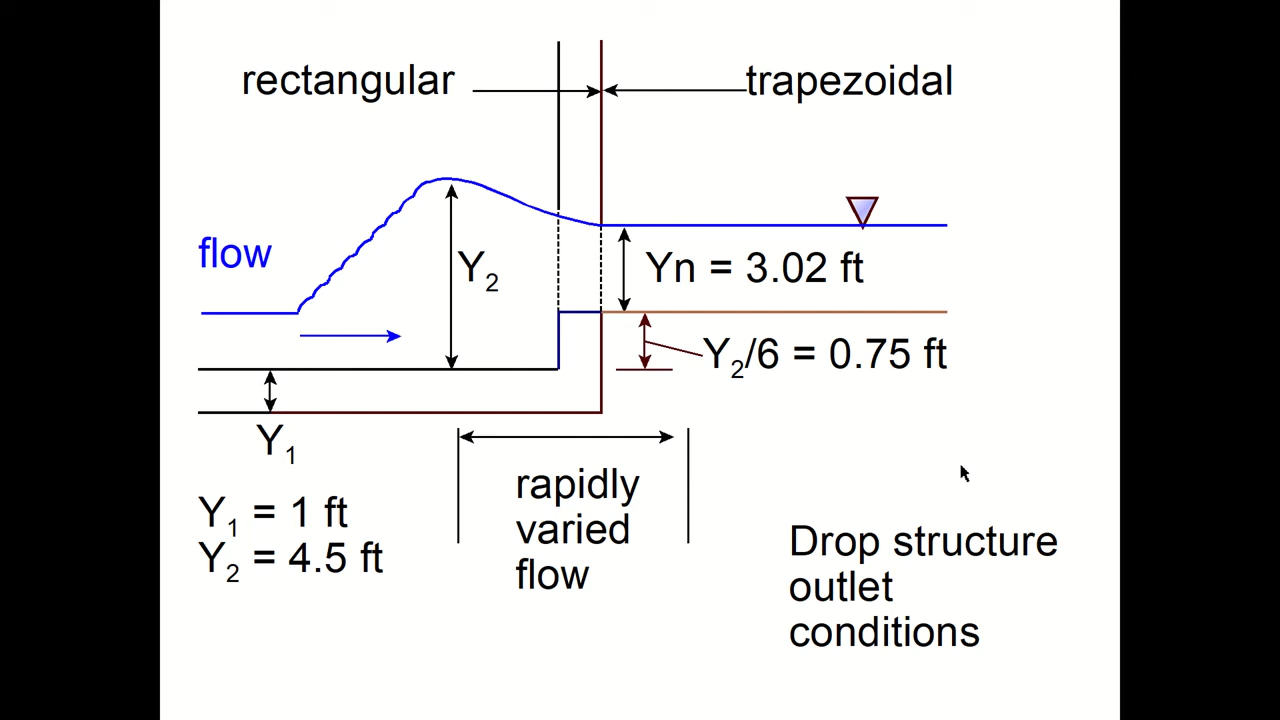 rectangular
trapezoidal
flow
Y₂
Yn = 3.02 ft
Y₂/6 = 0.75 ft
Y₁
Y₁ = 1 ft
Y₂ = 4.5 ft
rapidly
varied
flow
Drop structure
outlet
conditions